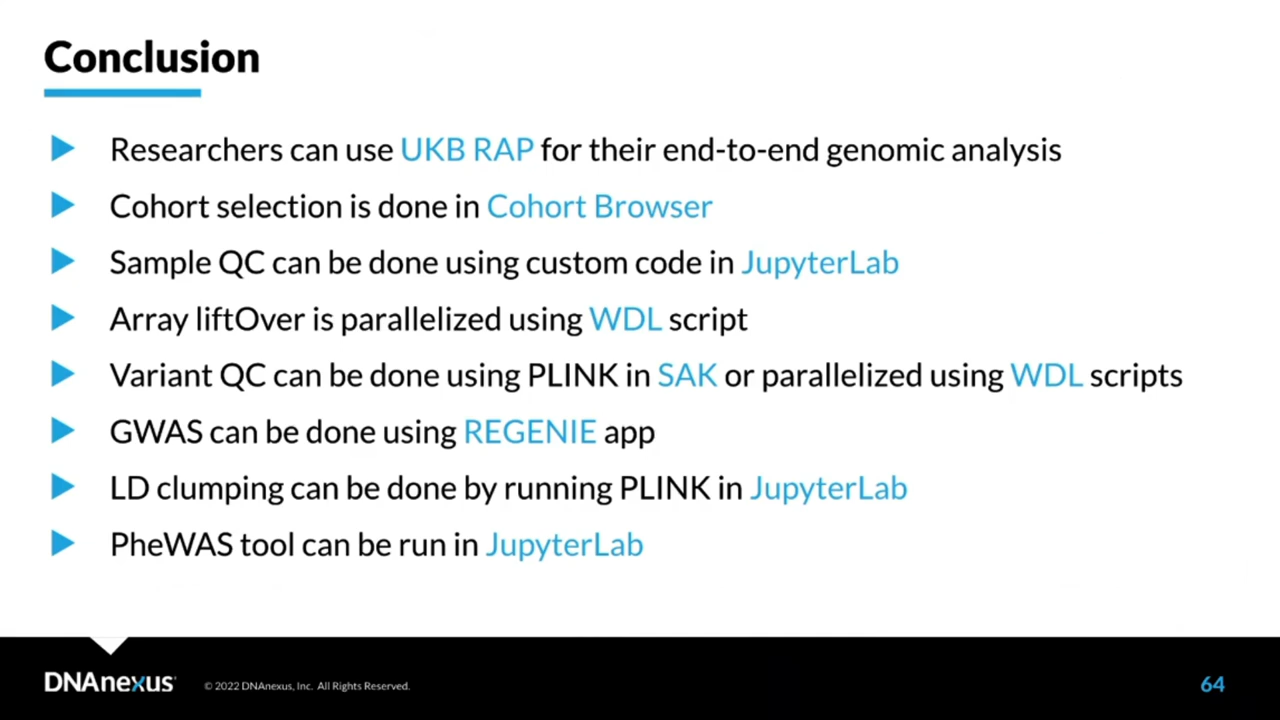 Conclusion
Researchers can use UKB RAP for their end-to-end genomic analysis
Cohort selection is done in Cohort Browser
Sample QC can be done using custom code in JupyterLab
Array liftOver is parallelized using WDL script
Variant QC can be done using PLINK in SAK or parallelized using WDL scripts
GWAS can be done using REGENIE app
LD clumping can be done by running PLINK in JupyterLab
PheWAS tool can be run in JupyterLab
DNAnexus
© 2022 DNAnexus, Inc. All Rights Reserved.
64